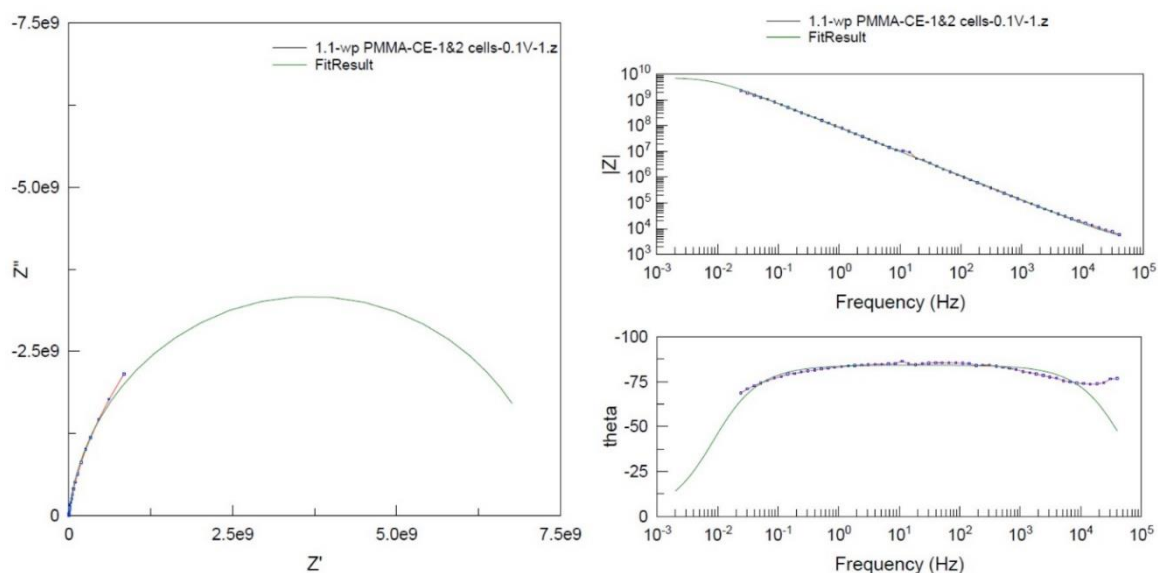 -7.5e9
1.1-wp PMMA-CE-1&2 cells-0.1V-1.z
FitResult
-5.0e9
Z''
-2.5e9
0
0 2.5e9 5.0e9 7.5e9
Z'
1.1-wp PMMA-CE-1&2 cells-0.1V-1.z
FitResult
10^10
10^9
10^8
10^7
10^6
10^5
10^4
10^3
|Z|
10^-3 10^-2 10^-1 10^0 10^1 10^2 10^3 10^4 10^5
Frequency (Hz)
-100
-75
-50
-25
0
theta
10^-3 10^-2 10^-1 10^0 10^1 10^2 10^3 10^4 10^5
Frequency (Hz)